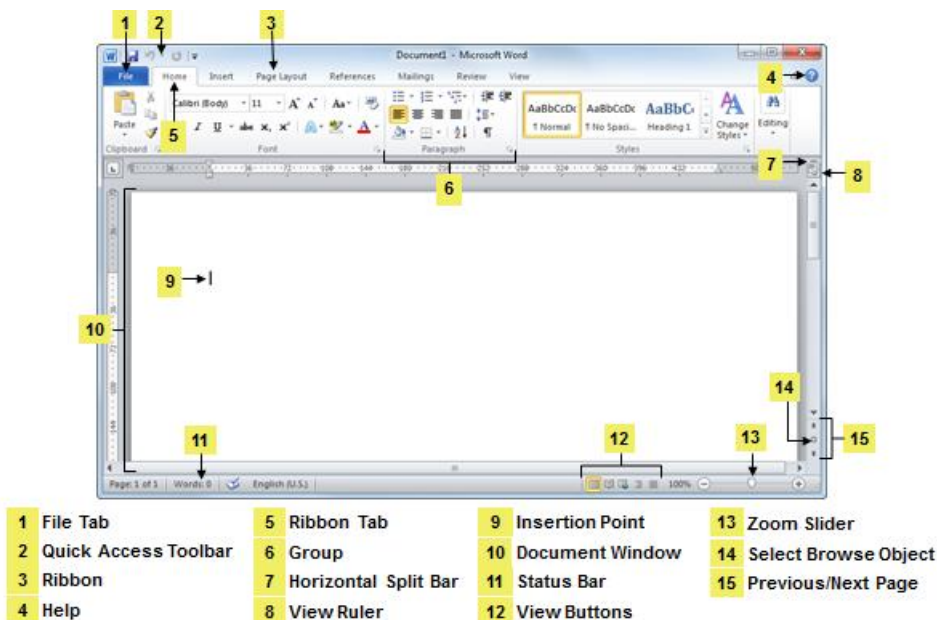 1 2 3
Document1 - Microsoft Word
File Home Insert Page Layout References Mailings Review View 4
Calibri (Body) 11 Aa
Paste 5 I U abc x, x² A A
AaBbCcDc AaBbCcDc AaBbC
¶ Normal ¶ No Spaci... Heading 1 Change Styles Editing
Clipboard Font Paragraph Styles
7
6 8
9
10
14
11 12 13 15
Page: 1 of 1 Words: 0 English (U.S.) 100%
1 File Tab 5 Ribbon Tab 9 Insertion Point 13 Zoom Slider
2 Quick Access Toolbar 6 Group 10 Document Window 14 Select Browse Object
3 Ribbon 7 Horizontal Split Bar 11 Status Bar 15 Previous/Next Page
4 Help 8 View Ruler 12 View Buttons